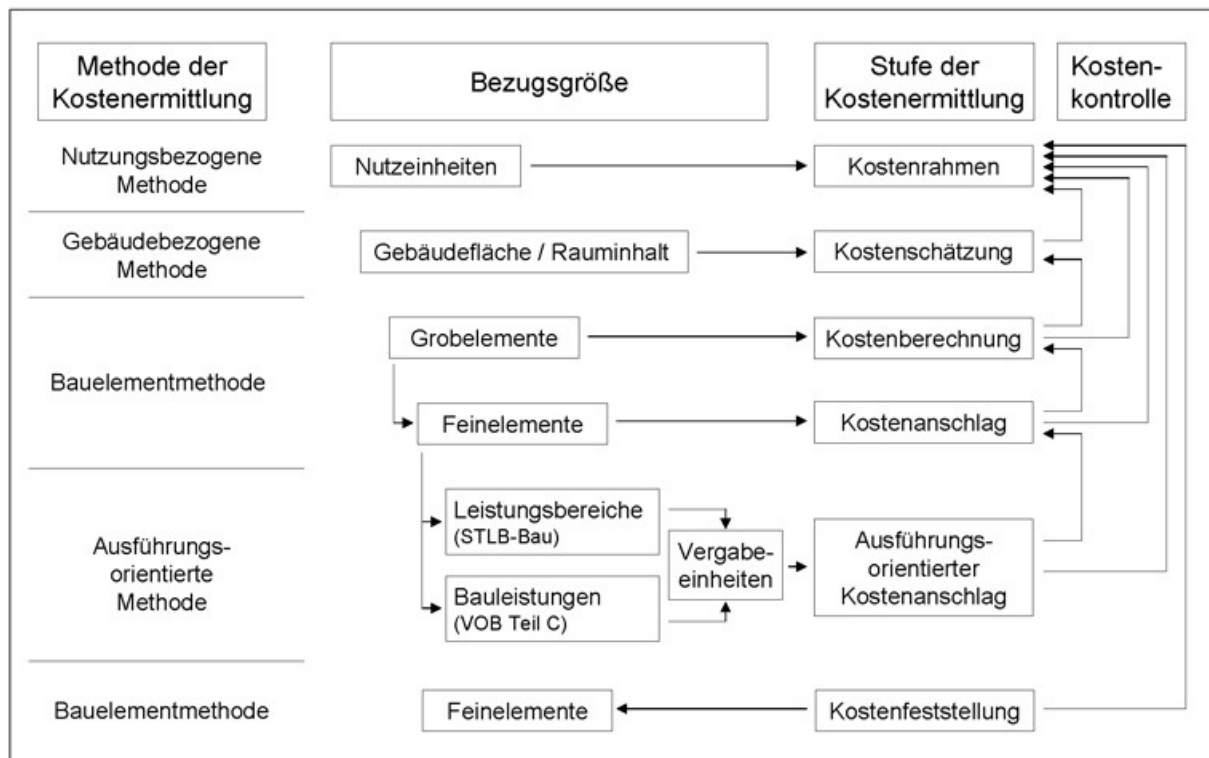 Methode der
Kostenermittlung
Bezugsgröße
Stufe der
Kostenermittlung
Kosten-
kontrolle
Nutzungsbezogene
Methode
Nutzeinheiten
Kostenrahmen
Gebäudebezogene
Methode
Gebäudefläche / Rauminhalt
Kostenschätzung
Bauelementmethode
Grobelemente
Kostenberechnung
Feinelemente
Kostenanschlag
Ausführungs-
orientierte
Methode
Leistungsbereiche
(STLB-Bau)
Bauleistungen
(VOB Teil C)
Vergabe-
einheiten
Ausführungs-
orientierter
Kostenanschlag
Bauelementmethode
Feinelemente
Kostenfeststellung